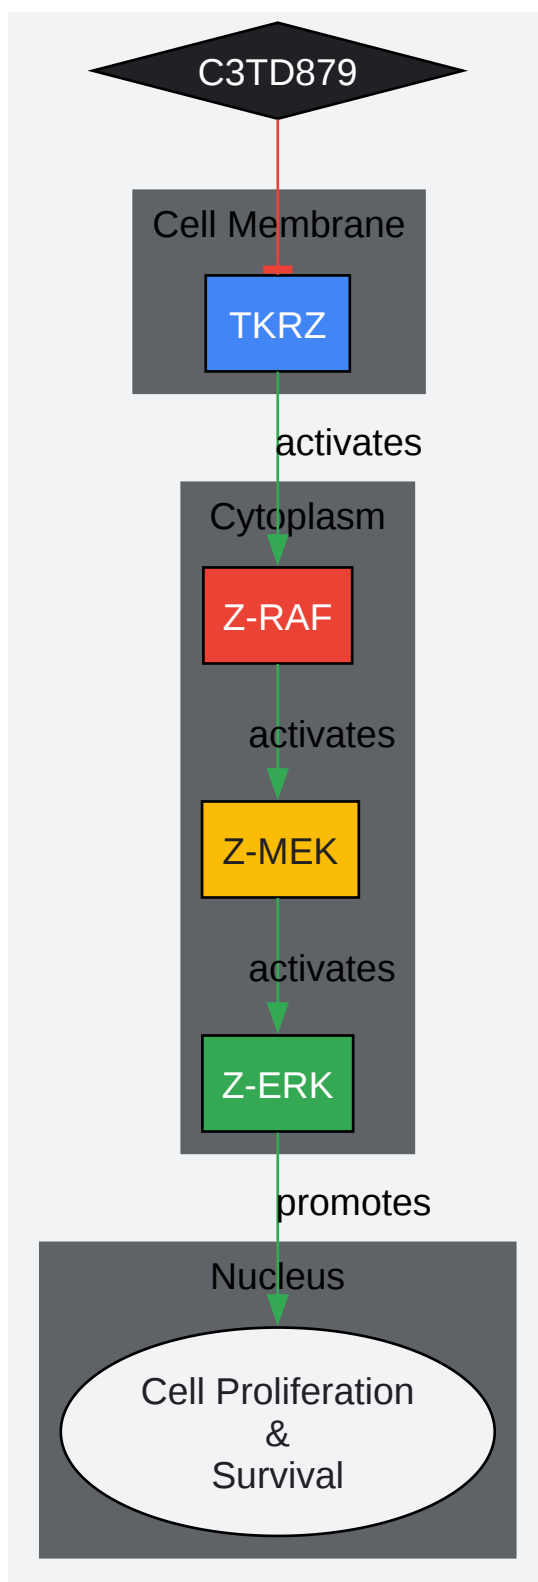 C3TD879
Cell Membrane
TKRZ
activates
Cytoplasm
Z-RAF
activates
Z-MEK
activates
Z-ERK
promotes
Nucleus
Cell Proliferation
&
Survival